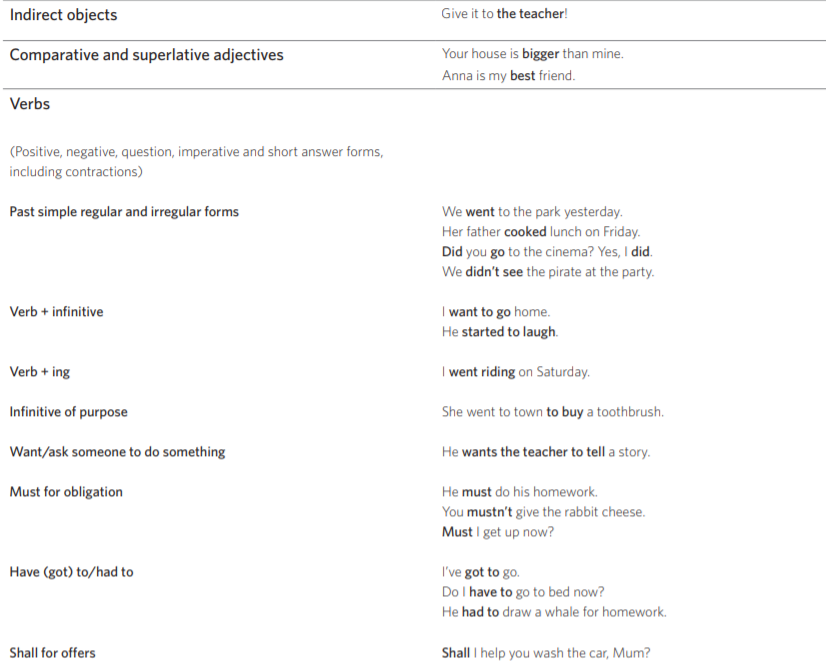 Indirect objects Give it to the teacher!
Comparative and superlative adjectives Your house is bigger than mine.
Anna is my best friend.
Verbs
(Positive, negative, question, imperative and short answer forms,
including contractions)
Past simple regular and irregular forms We went to the park yesterday.
Her father cooked lunch on Friday.
Did you go to the cinema? Yes, I did.
We didn't see the pirate at the party.
Verb + infinitive I want to go home.
He started to laugh.
Verb + ing I went riding on Saturday.
Infinitive of purpose She went to town to buy a toothbrush.
Want/ask someone to do something He wants the teacher to tell a story.
Must for obligation He must do his homework.
You mustn't give the rabbit cheese.
Must I get up now?
Have (got) to/had to I've got to go.
Do I have to go to bed now?
He had to draw a whale for homework.
Shall for offers Shall I help you wash the car, Mum?